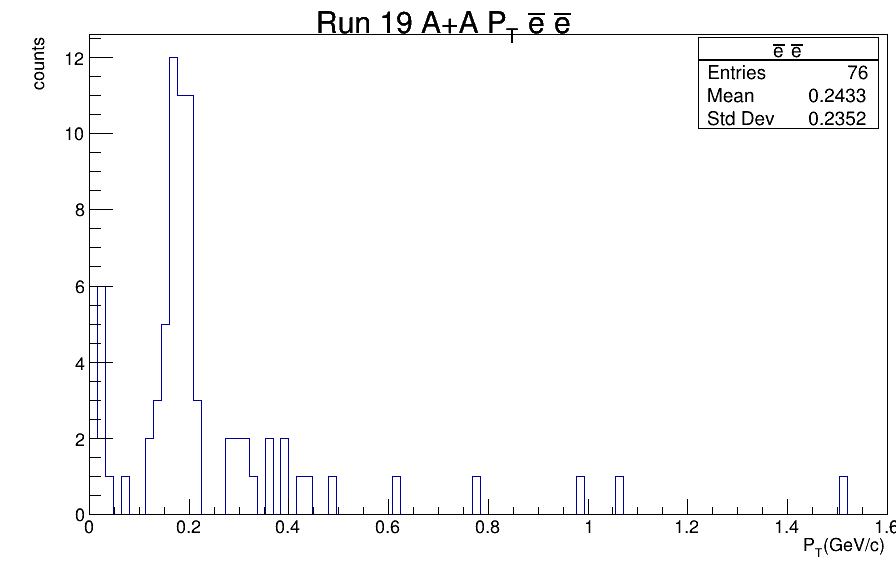 Run 19 A+A P_T e̅ e̅
counts
e̅ e̅
Entries 76
Mean 0.2433
Std Dev 0.2352
12
10
8
6
4
2
0
0 0.2 0.4 0.6 0.8 1 1.2 1.4 1.6
P_T(GeV/c)